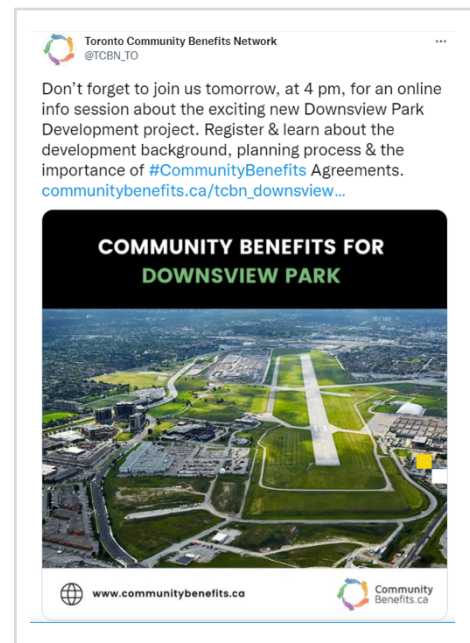 Toronto Community Benefits Network
@TCBN_TO
Don't forget to join us tomorrow, at 4 pm, for an online
info session about the exciting new Downsview Park
Development project. Register & learn about the
development background, planning process & the
importance of #CommunityBenefits Agreements.
communitybenefits.ca/tcbn_downsview...
COMMUNITY BENEFITS FOR
DOWNSVIEW PARK
www.communitybenefits.ca
Community
Benefits.ca